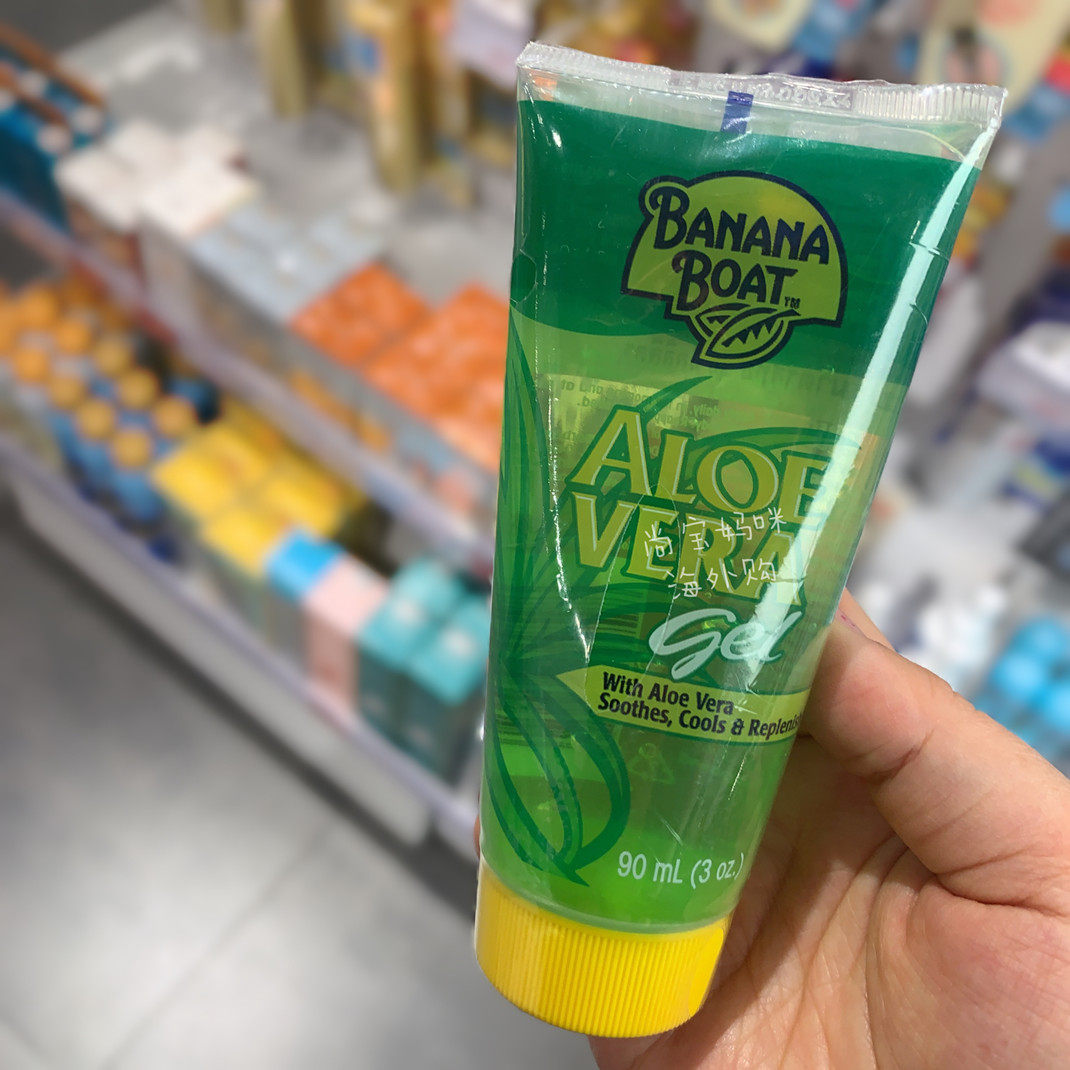 BANANA
BOAT™
ALOE
VERA
尚宝妈咪
海外购
Gel
With Aloe Vera
Soothes, Cools & Replenis
90 mL (3 oz.)